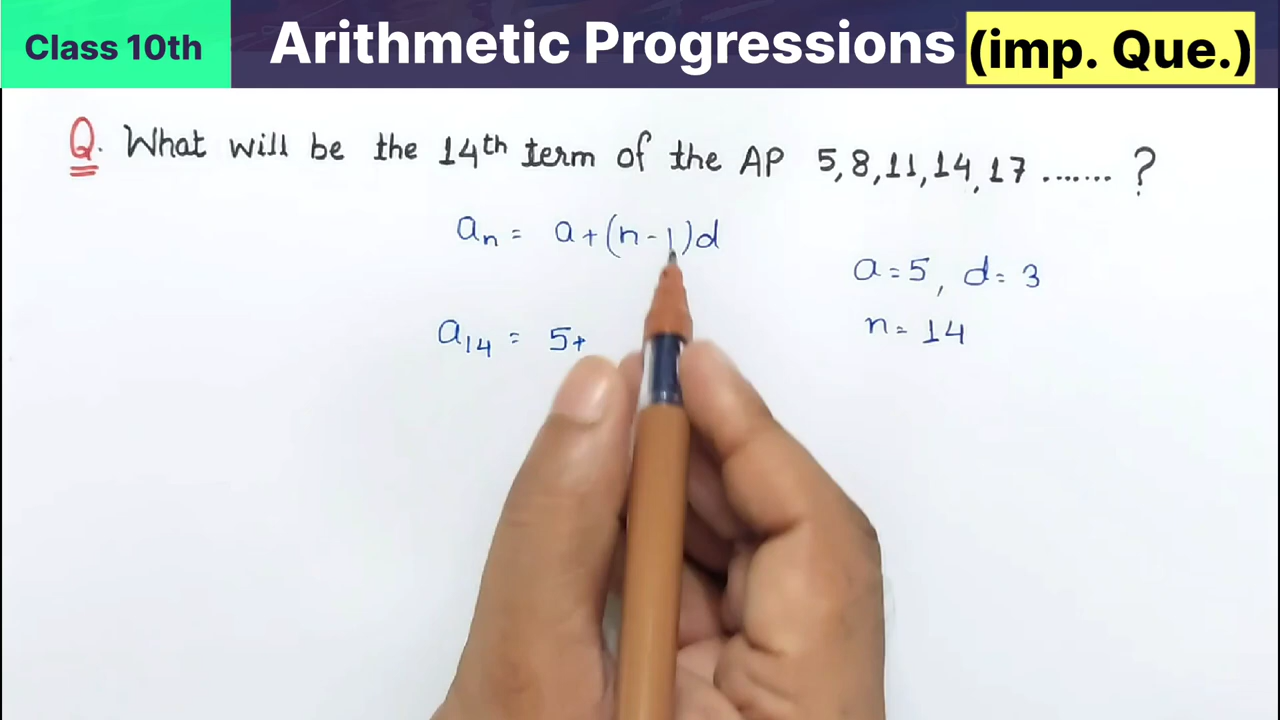 Class 10th Arithmetic Progressions (imp. Que.)
Q. What will be the 14th term of the AP 5, 8, 11, 14, 17 ....... ?
an = a + (n - 1)d
a = 5, d = 3
n = 14
a14 = 5+